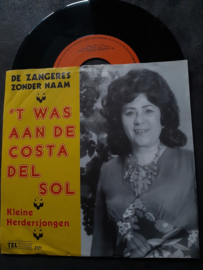 DE ZANGERES
ZONDER NAAM
'T WAS
AAN DE
COSTA
DEL
SOL
Kleine
Herdersjongen